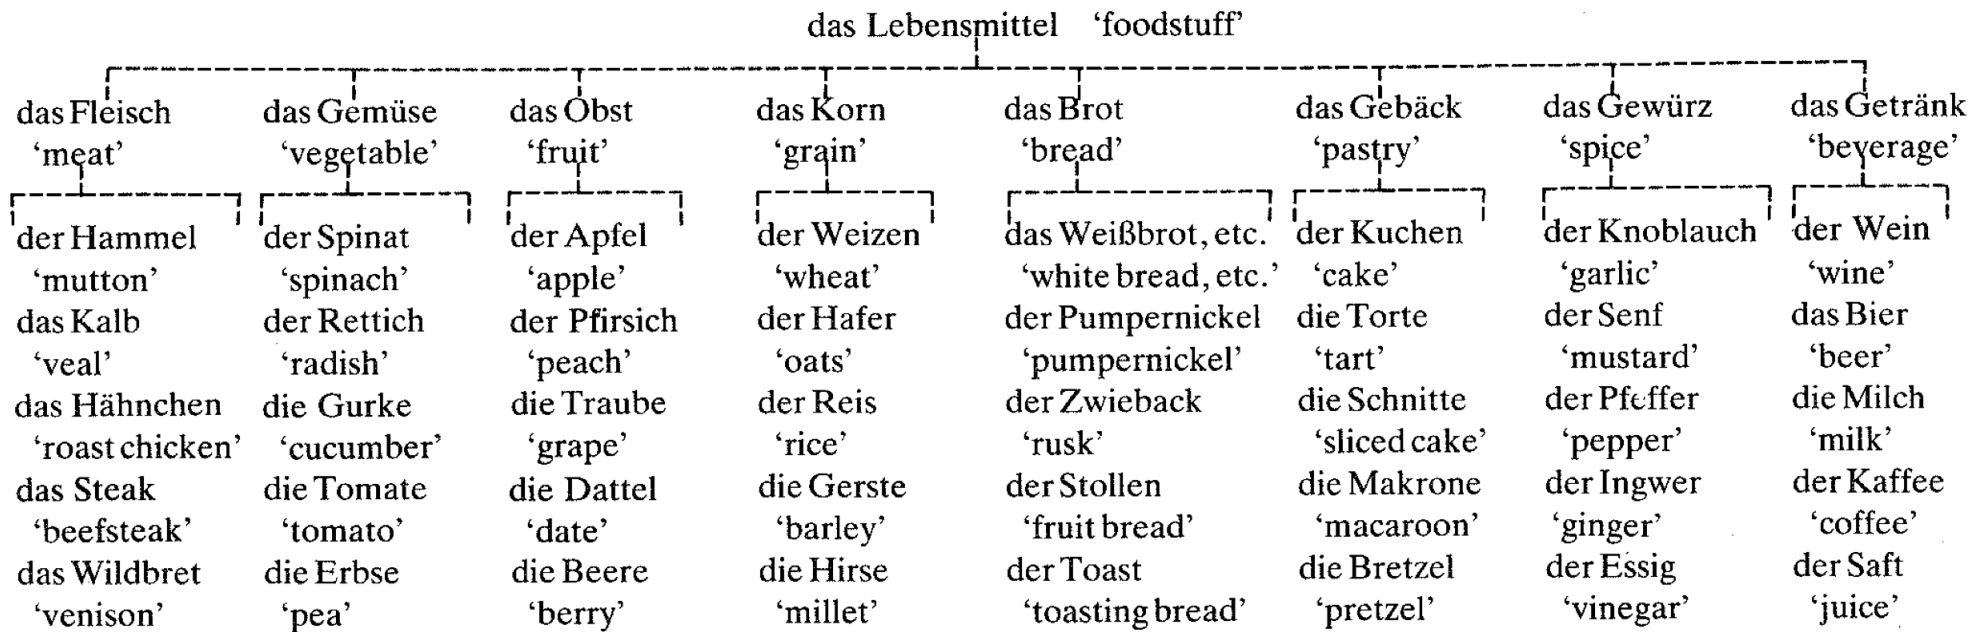 das Lebensmittel ‘foodstuff’
das Fleisch das Gemüse das Obst das Korn das Brot das Gebäck das Gewürz das Getränk
‘meat’ ‘vegetable’ ‘fruit’ ‘grain’ ‘bread’ ‘pastry’ ‘spice’ ‘beverage’
der Hammel der Spinat der Apfel der Weizen das Weißbrot, etc. der Kuchen der Knoblauch der Wein
‘mutton’ ‘spinach’ ‘apple’ ‘wheat’ ‘white bread, etc.’ ‘cake’ ‘garlic’ ‘wine’
das Kalb der Rettich der Pfirsich der Hafer der Pumpernickel die Torte der Senf das Bier
‘veal’ ‘radish’ ‘peach’ ‘oats’ ‘pumpernickel’ ‘tart’ ‘mustard’ ‘beer’
das Hähnchen die Gurke die Traube der Reis der Zwieback die Schnitte der Pfeffer die Milch
‘roast chicken’ ‘cucumber’ ‘grape’ ‘rice’ ‘rusk’ ‘sliced cake’ ‘pepper’ ‘milk’
das Steak die Tomate die Dattel die Gerste der Stollen die Makrone der Ingwer der Kaffee
‘beefsteak’ ‘tomato’ ‘date’ ‘barley’ ‘fruit bread’ ‘macaroon’ ‘ginger’ ‘coffee’
das Wildbret die Erbse die Beere die Hirse der Toast die Bretzel der Essig der Saft
‘venison’ ‘pea’ ‘berry’ ‘millet’ ‘toasting bread’ ‘pretzel’ ‘vinegar’ ‘juice’